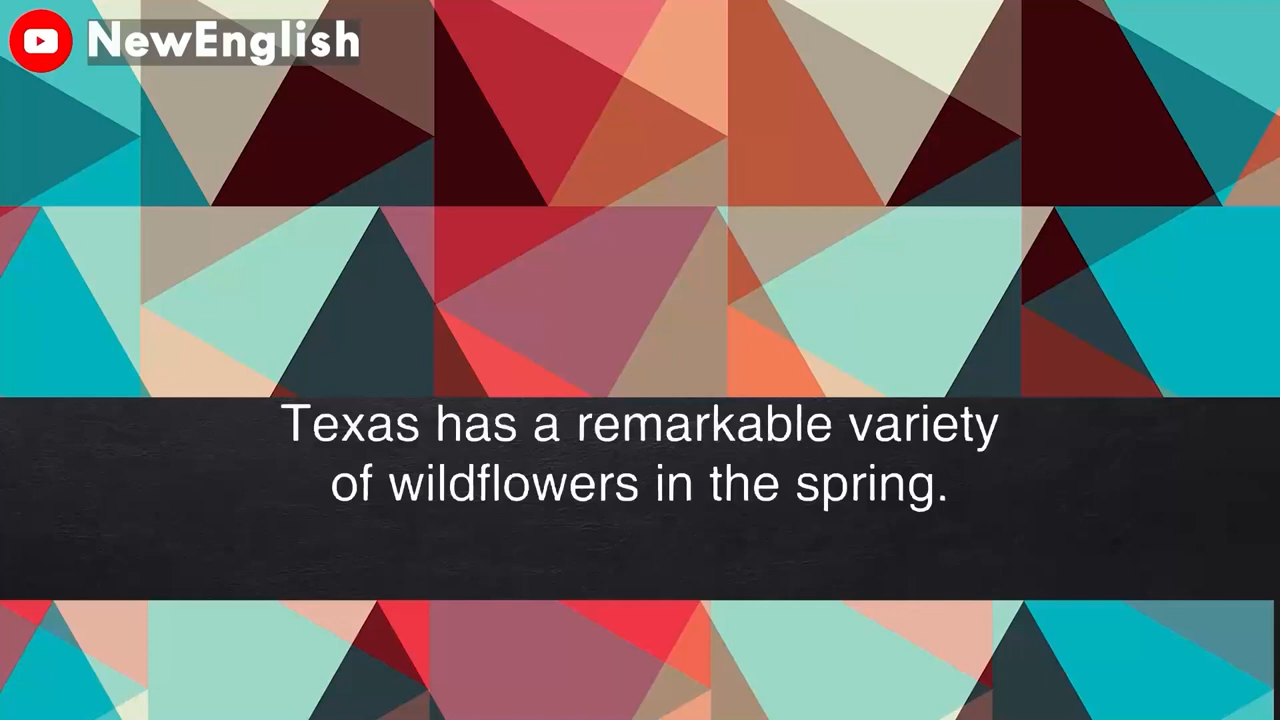 NewEnglish
Texas has a remarkable variety
of wildflowers in the spring.